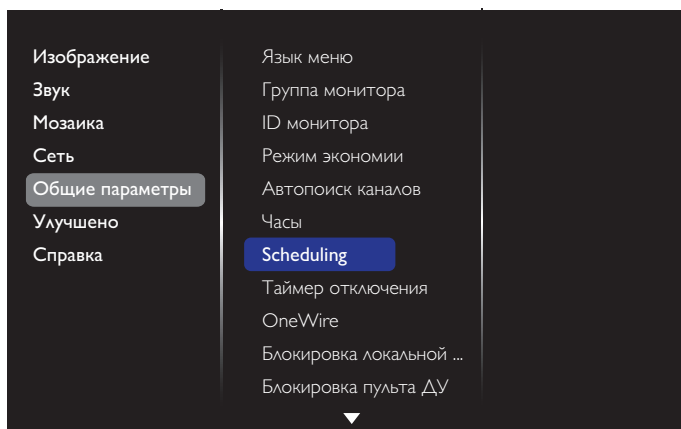 Изображение
Звук
Мозаика
Сеть
Общие параметры
Улучшено
Справка
Язык меню
Группа монитора
ID монитора
Режим экономии
Автопоиск каналов
Часы
Scheduling
Таймер отключения
OneWire
Блокировка локальной ...
Блокировка пульта ДУ